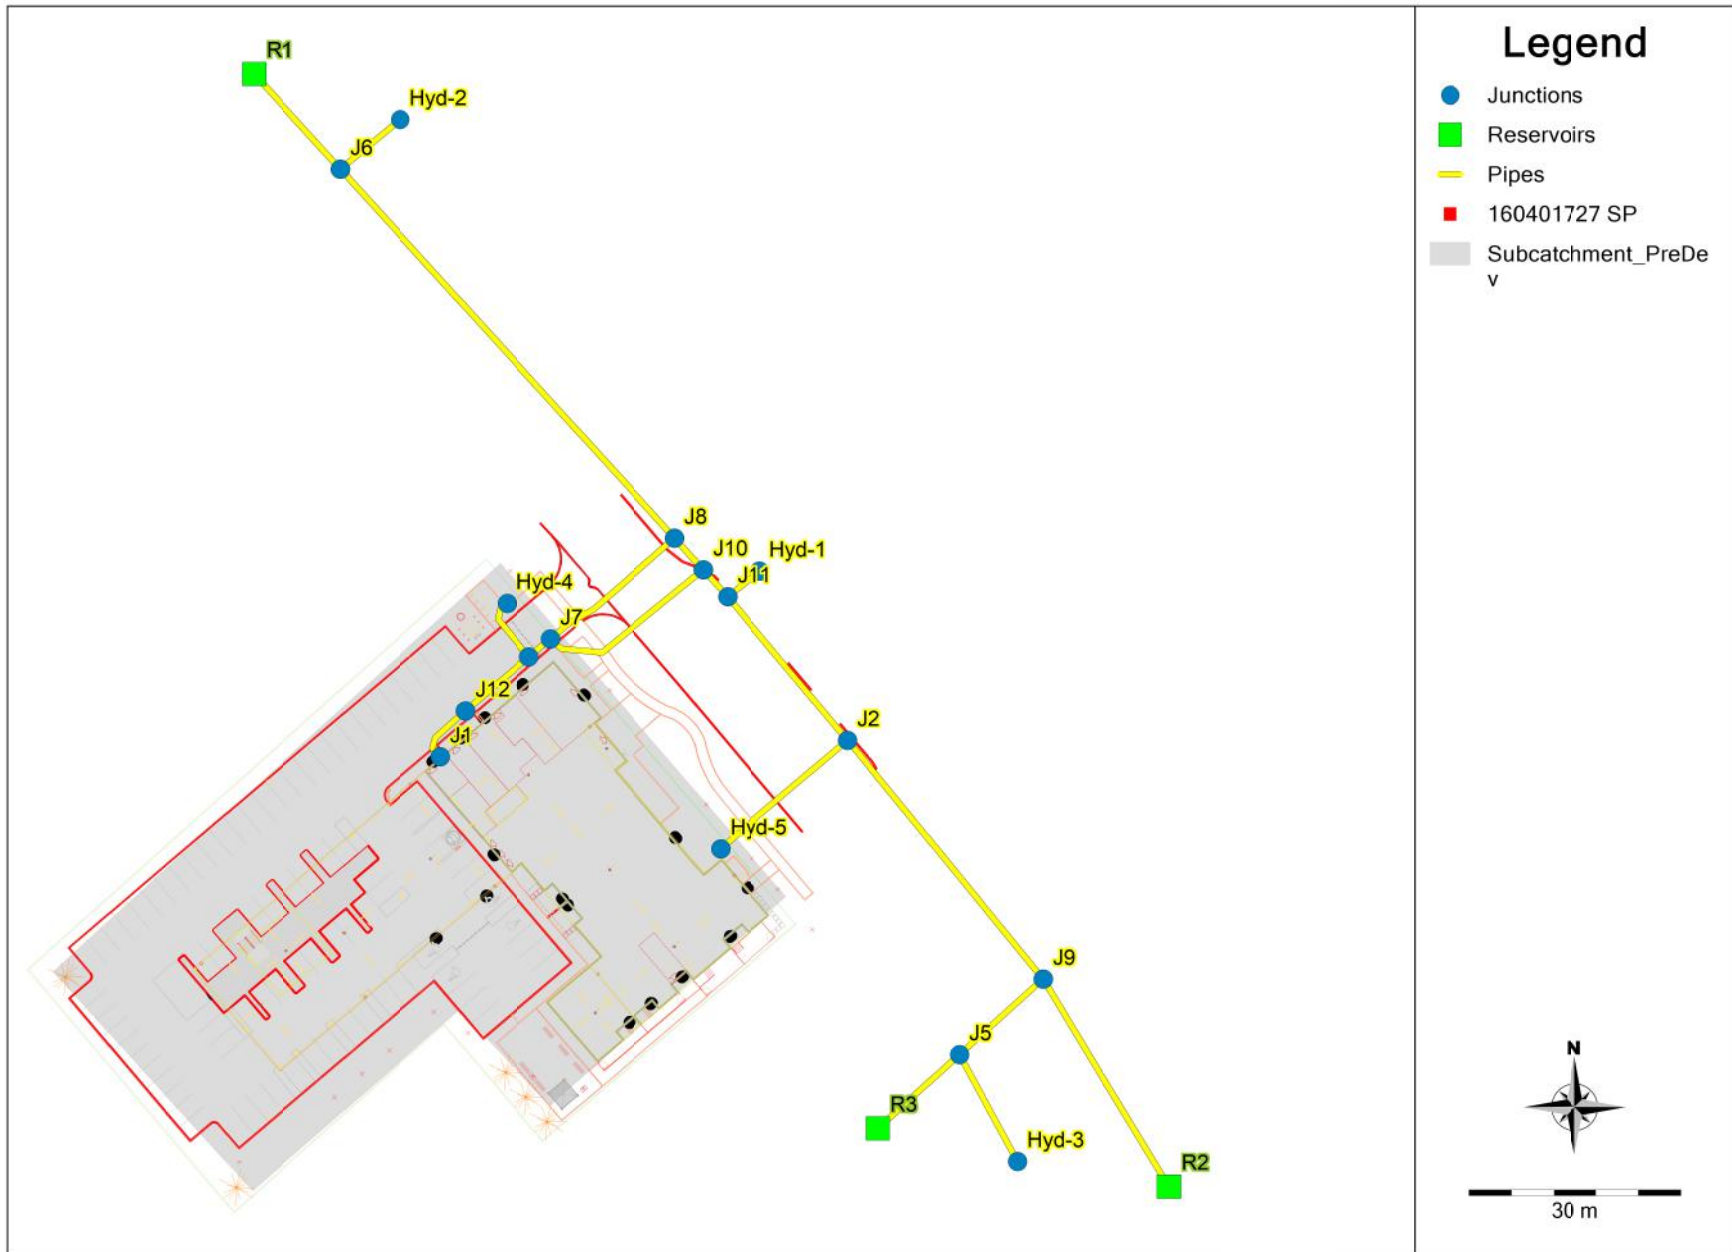 Legend
Junctions
Reservoirs
Pipes
160401727 SP
Subcatchment_PreDe
v
R1
Hyd-2
J6
J8
J10
Hyd-1
J11
Hyd-4
J7
J12
J2
J1
Hyd-5
J9
J5
R3
Hyd-3
R2
N
30 m